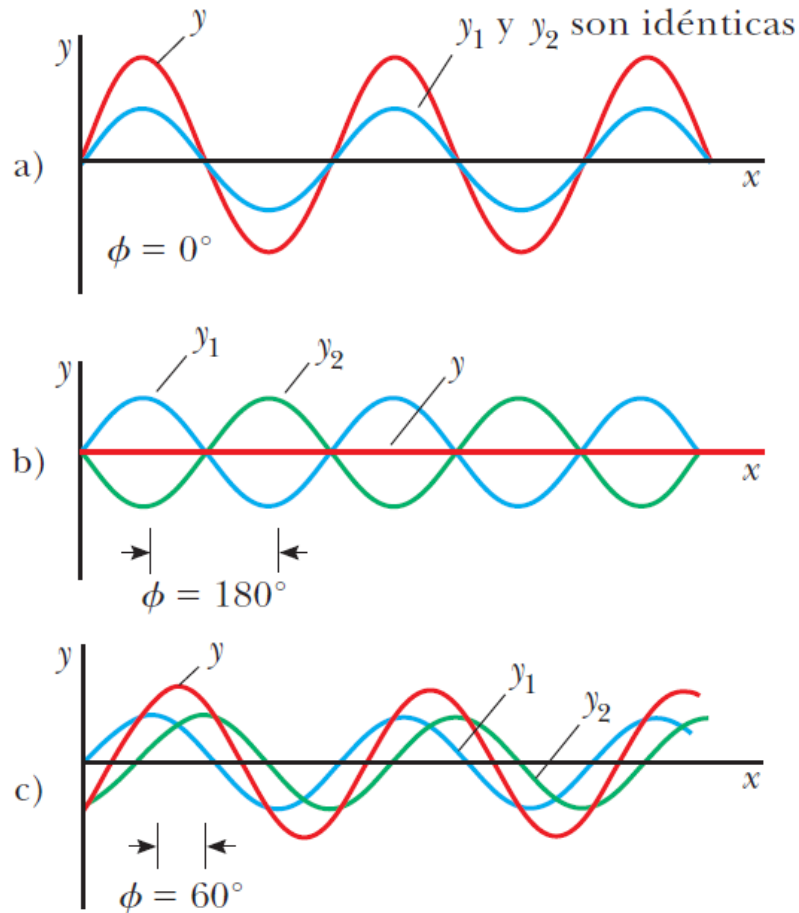 y
y
y₁ y y₂ son idénticas
a)
x
ϕ = 0°
y
y₁
y₂
y
b)
x
ϕ = 180°
y
y
y₁
y₂
c)
x
ϕ = 60°